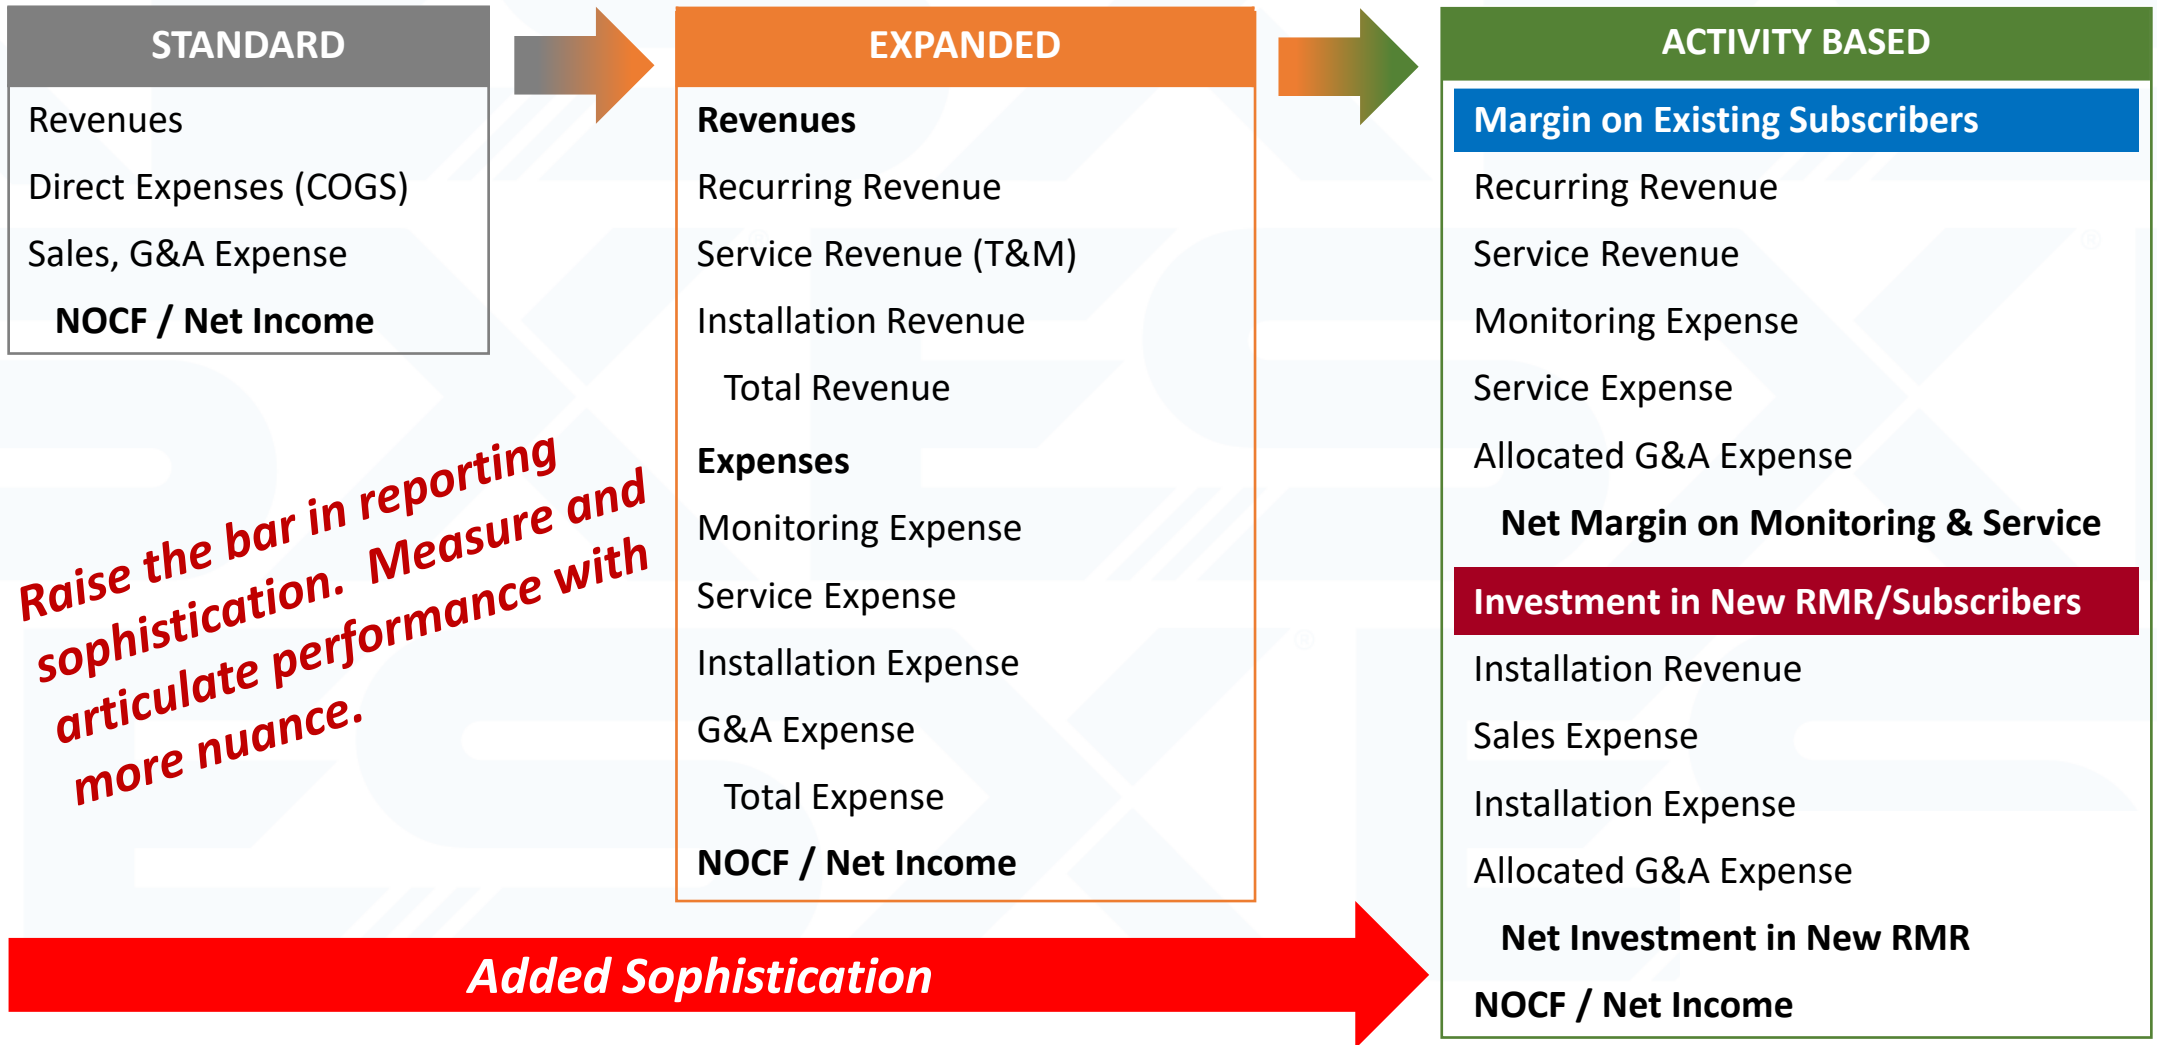 STANDARD
Revenues
Direct Expenses (COGS)
Sales, G&A Expense
NOCF / Net Income
Raise the bar in reporting
sophistication. Measure and
articulate performance with
more nuance.
EXPANDED
Revenues
Recurring Revenue
Service Revenue (T&M)
Installation Revenue
Total Revenue
Expenses
Monitoring Expense
Service Expense
Installation Expense
G&A Expense
Total Expense
NOCF / Net Income
ACTIVITY BASED
Margin on Existing Subscribers
Recurring Revenue
Service Revenue
Monitoring Expense
Service Expense
Allocated G&A Expense
Net Margin on Monitoring & Service
Investment in New RMR/Subscribers
Installation Revenue
Sales Expense
Installation Expense
Allocated G&A Expense
Net Investment in New RMR
NOCF / Net Income
Added Sophistication